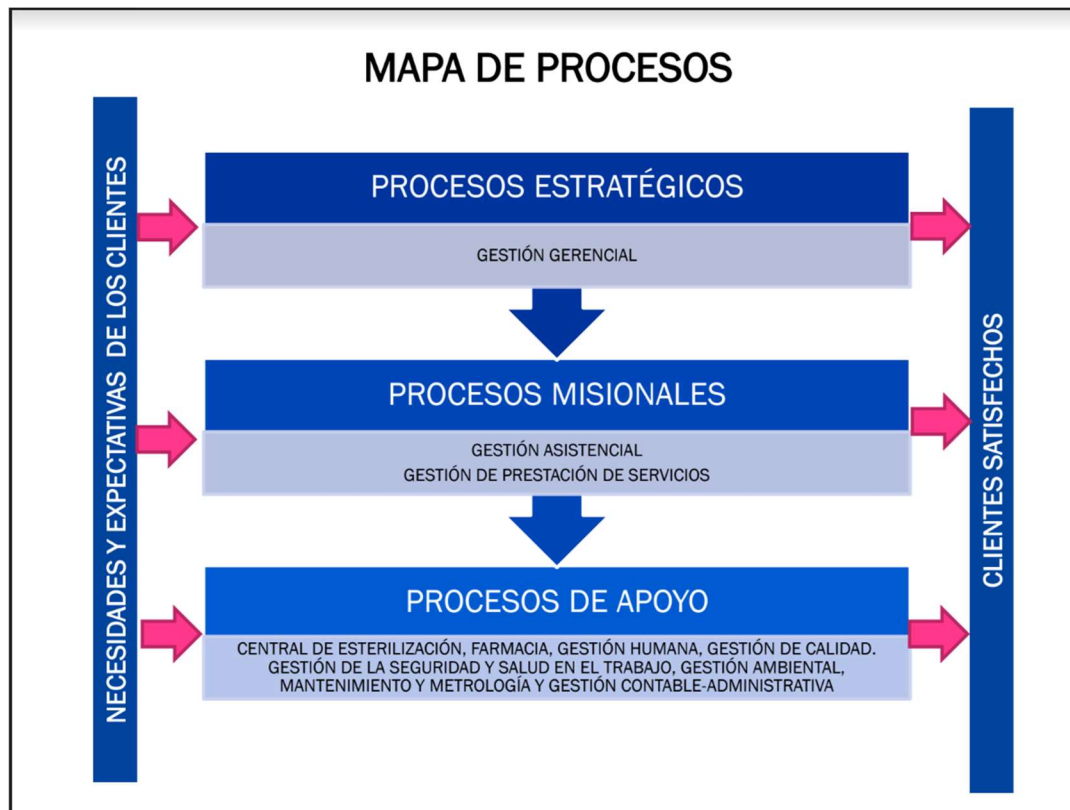 MAPA DE PROCESOS
NECESIDADES Y EXPECTATIVAS DE LOS CLIENTES
PROCESOS ESTRATÉGICOS
GESTIÓN GERENCIAL
PROCESOS MISIONALES
GESTIÓN ASISTENCIAL
GESTIÓN DE PRESTACIÓN DE SERVICIOS
PROCESOS DE APOYO
CENTRAL DE ESTERILIZACIÓN, FARMACIA, GESTIÓN HUMANA, GESTIÓN DE CALIDAD.
GESTIÓN DE LA SEGURIDAD Y SALUD EN EL TRABAJO, GESTIÓN AMBIENTAL,
MANTENIMIENTO Y METROLOGÍA Y GESTIÓN CONTABLE-ADMINISTRATIVA
CLIENTES SATISFECHOS